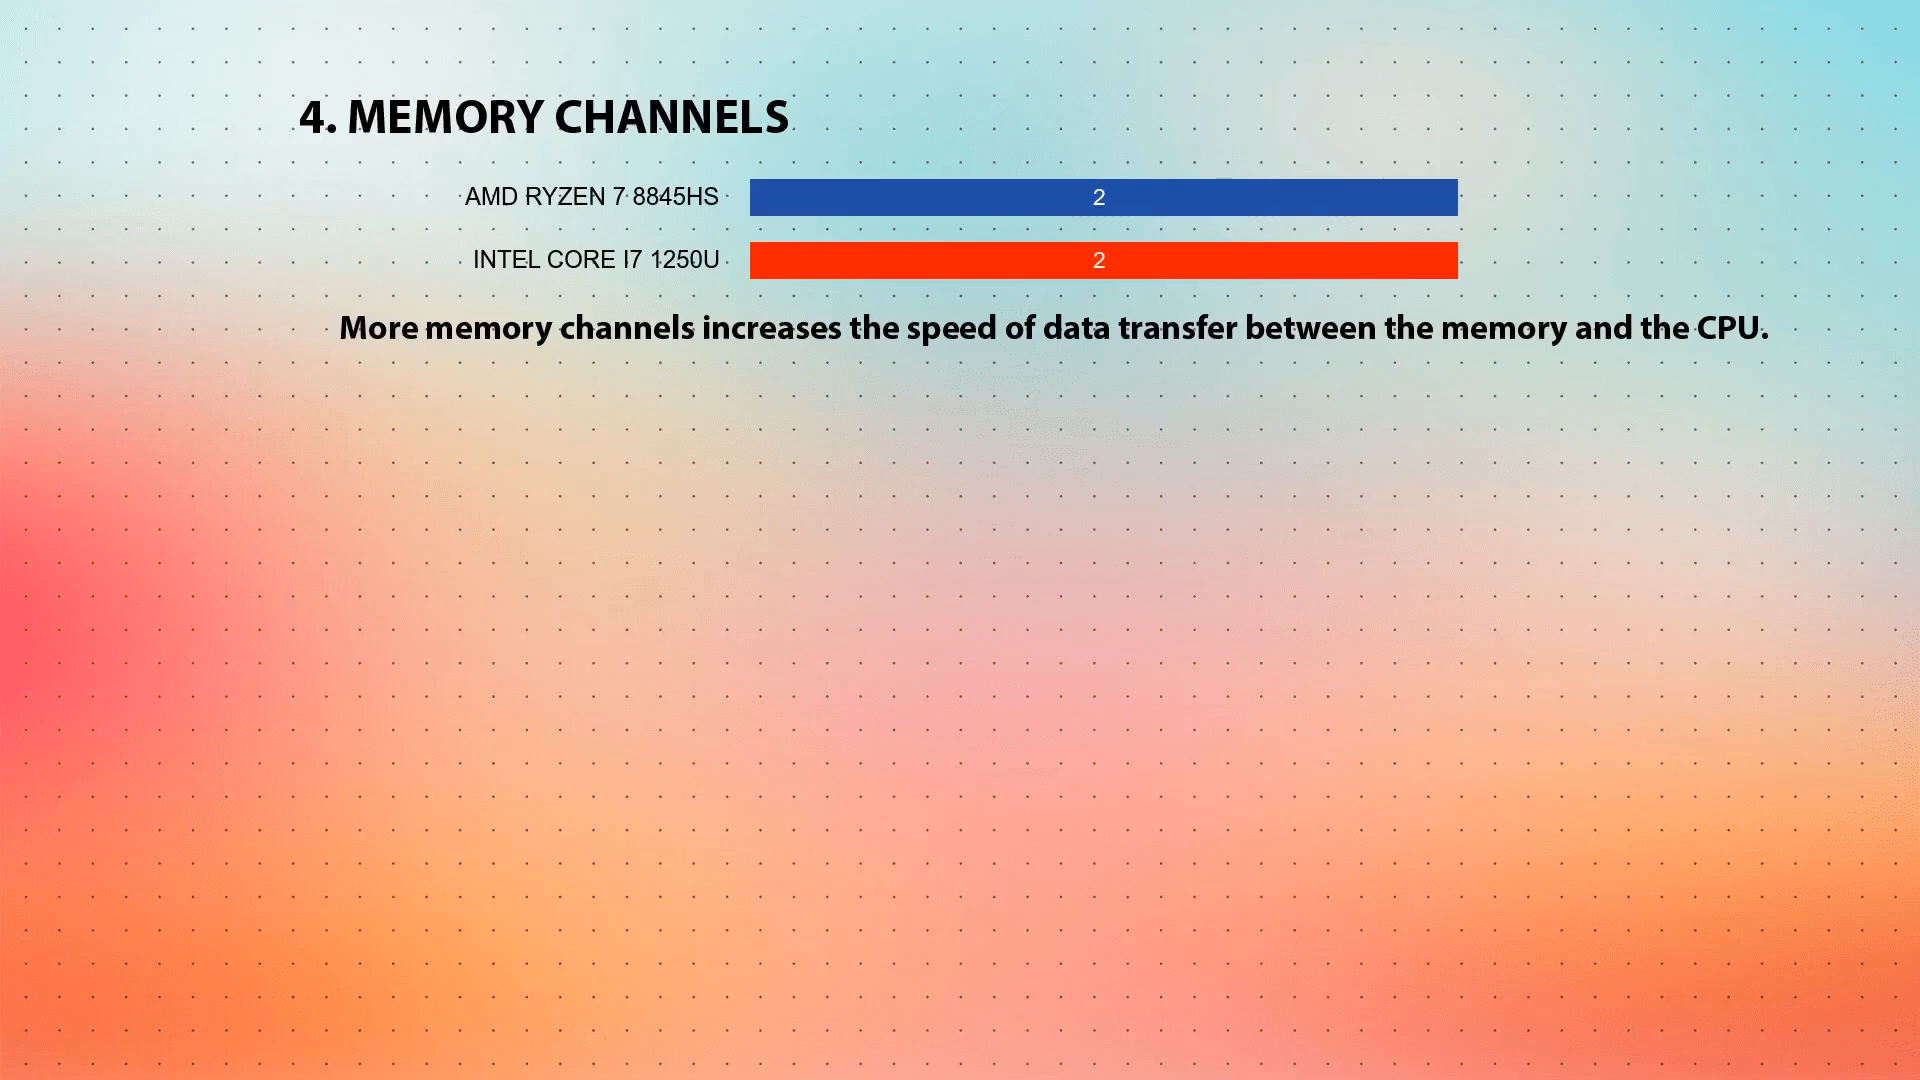 4. MEMORY CHANNELS
AMD RYZEN 7 8845HS 2
INTEL CORE I7 1250U 2
More memory channels increases the speed of data transfer between the memory and the CPU.